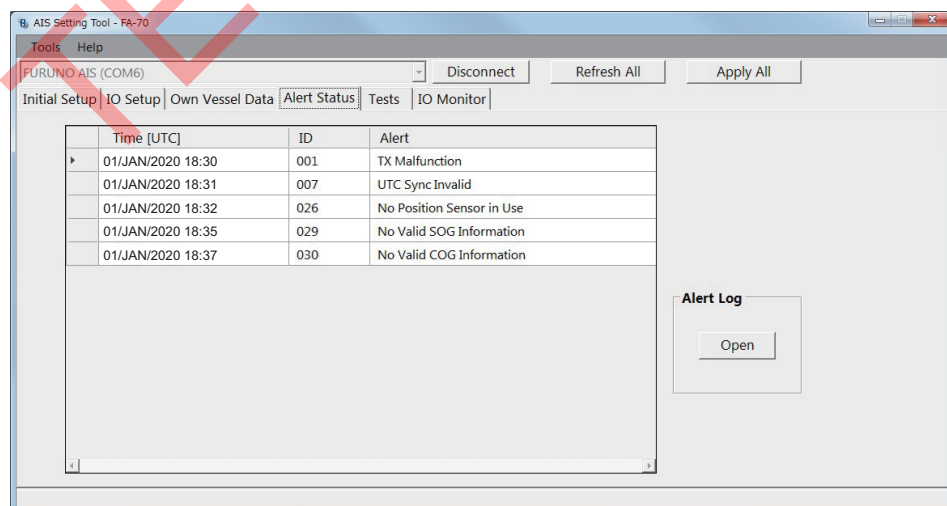 AIS Setting Tool - FA-70
Tools Help
FURUNO AIS (COM6) Disconnect Refresh All Apply All
Initial Setup IO Setup Own Vessel Data Alert Status Tests IO Monitor
Time [UTC] ID Alert
01/JAN/2020 18:30 001 TX Malfunction
01/JAN/2020 18:31 007 UTC Sync Invalid
01/JAN/2020 18:32 026 No Position Sensor in Use
01/JAN/2020 18:35 029 No Valid SOG Information
01/JAN/2020 18:37 030 No Valid COG Information
Alert Log
Open